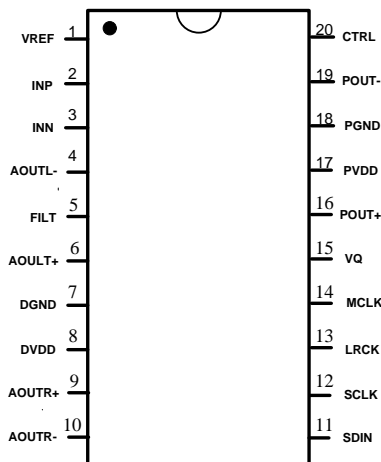 VREF 1 20 CTRL
INP 2 19 POUT-
INN 3 18 PGND
AOUTL- 4 17 PVDD
FILT 5 16 POUT+
AOULT+ 6 15 VQ
DGND 7 14 MCLK
DVDD 8 13 LRCK
AOUTR+ 9 12 SCLK
AOUTR- 10 11 SDIN